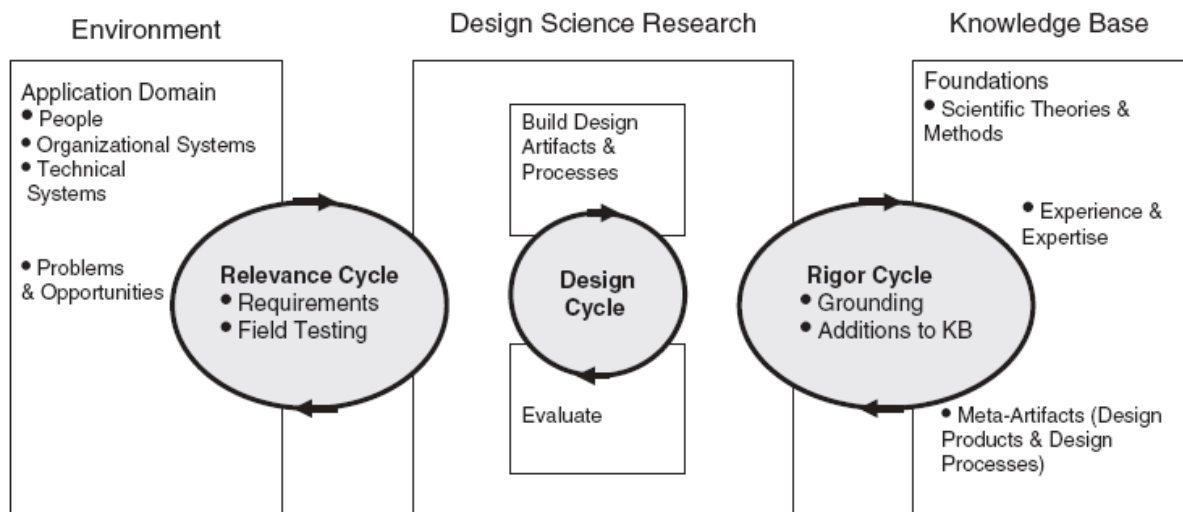 Environment
Design Science Research
Knowledge Base
Application Domain
● People
● Organizational Systems
● Technical
Systems
● Problems
& Opportunities
Relevance Cycle
● Requirements
● Field Testing
Build Design
Artifacts &
Processes
Design
Cycle
Evaluate
Rigor Cycle
● Grounding
● Additions to KB
Foundations
● Scientific Theories &
Methods
● Experience &
Expertise
● Meta-Artifacts (Design
Products & Design
Processes)